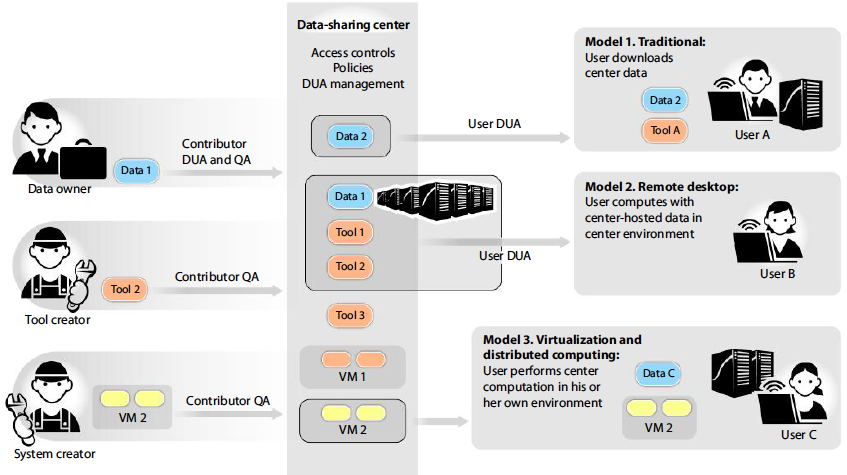 Data-sharing center
Access controls
Policies
DUA management
Data owner
Data 1
Contributor
DUA and QA
Tool creator
Tool 2
Contributor QA
System creator
VM 2
Contributor QA
Data 2
Data 1
Tool 1
Tool 2
Tool 3
VM 1
VM 2
User DUA
User DUA
Model 1. Traditional:
User downloads
center data
Data 2
Tool A
User A
Model 2. Remote desktop:
User computes with
center-hosted data in
center environment
User B
Model 3. Virtualization and
distributed computing:
User performs center
computation in his or
her own environment
Data C
VM 2
User C